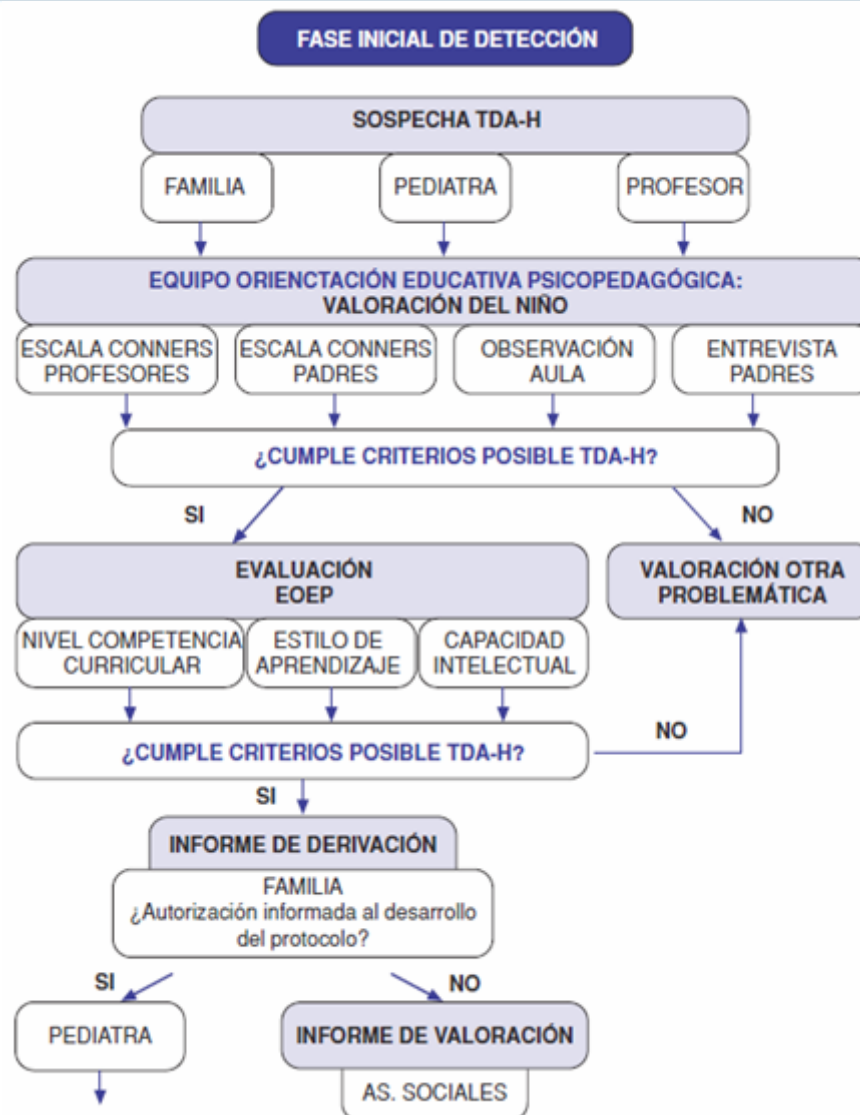 FASE INICIAL DE DETECCIÓN
SOSPECHA TDA-H
FAMILIA
PEDIATRA
PROFESOR
EQUIPO ORIENCTACIÓN EDUCATIVA PSICOPEDAGÓGICA:
VALORACIÓN DEL NIÑO
ESCALA CONNERS
PROFESORES
ESCALA CONNERS
PADRES
OBSERVACIÓN
AULA
ENTREVISTA
PADRES
¿CUMPLE CRITERIOS POSIBLE TDA-H?
SI
NO
EVALUACIÓN
EOEP
VALORACIÓN OTRA
PROBLEMÁTICA
NIVEL COMPETENCIA
CURRICULAR
ESTILO DE
APRENDIZAJE
CAPACIDAD
INTELECTUAL
¿CUMPLE CRITERIOS POSIBLE TDA-H?
NO
SI
INFORME DE DERIVACIÓN
FAMILIA
¿Autorización informada al desarrollo
del protocolo?
SI
NO
PEDIATRA
INFORME DE VALORACIÓN
AS. SOCIALES